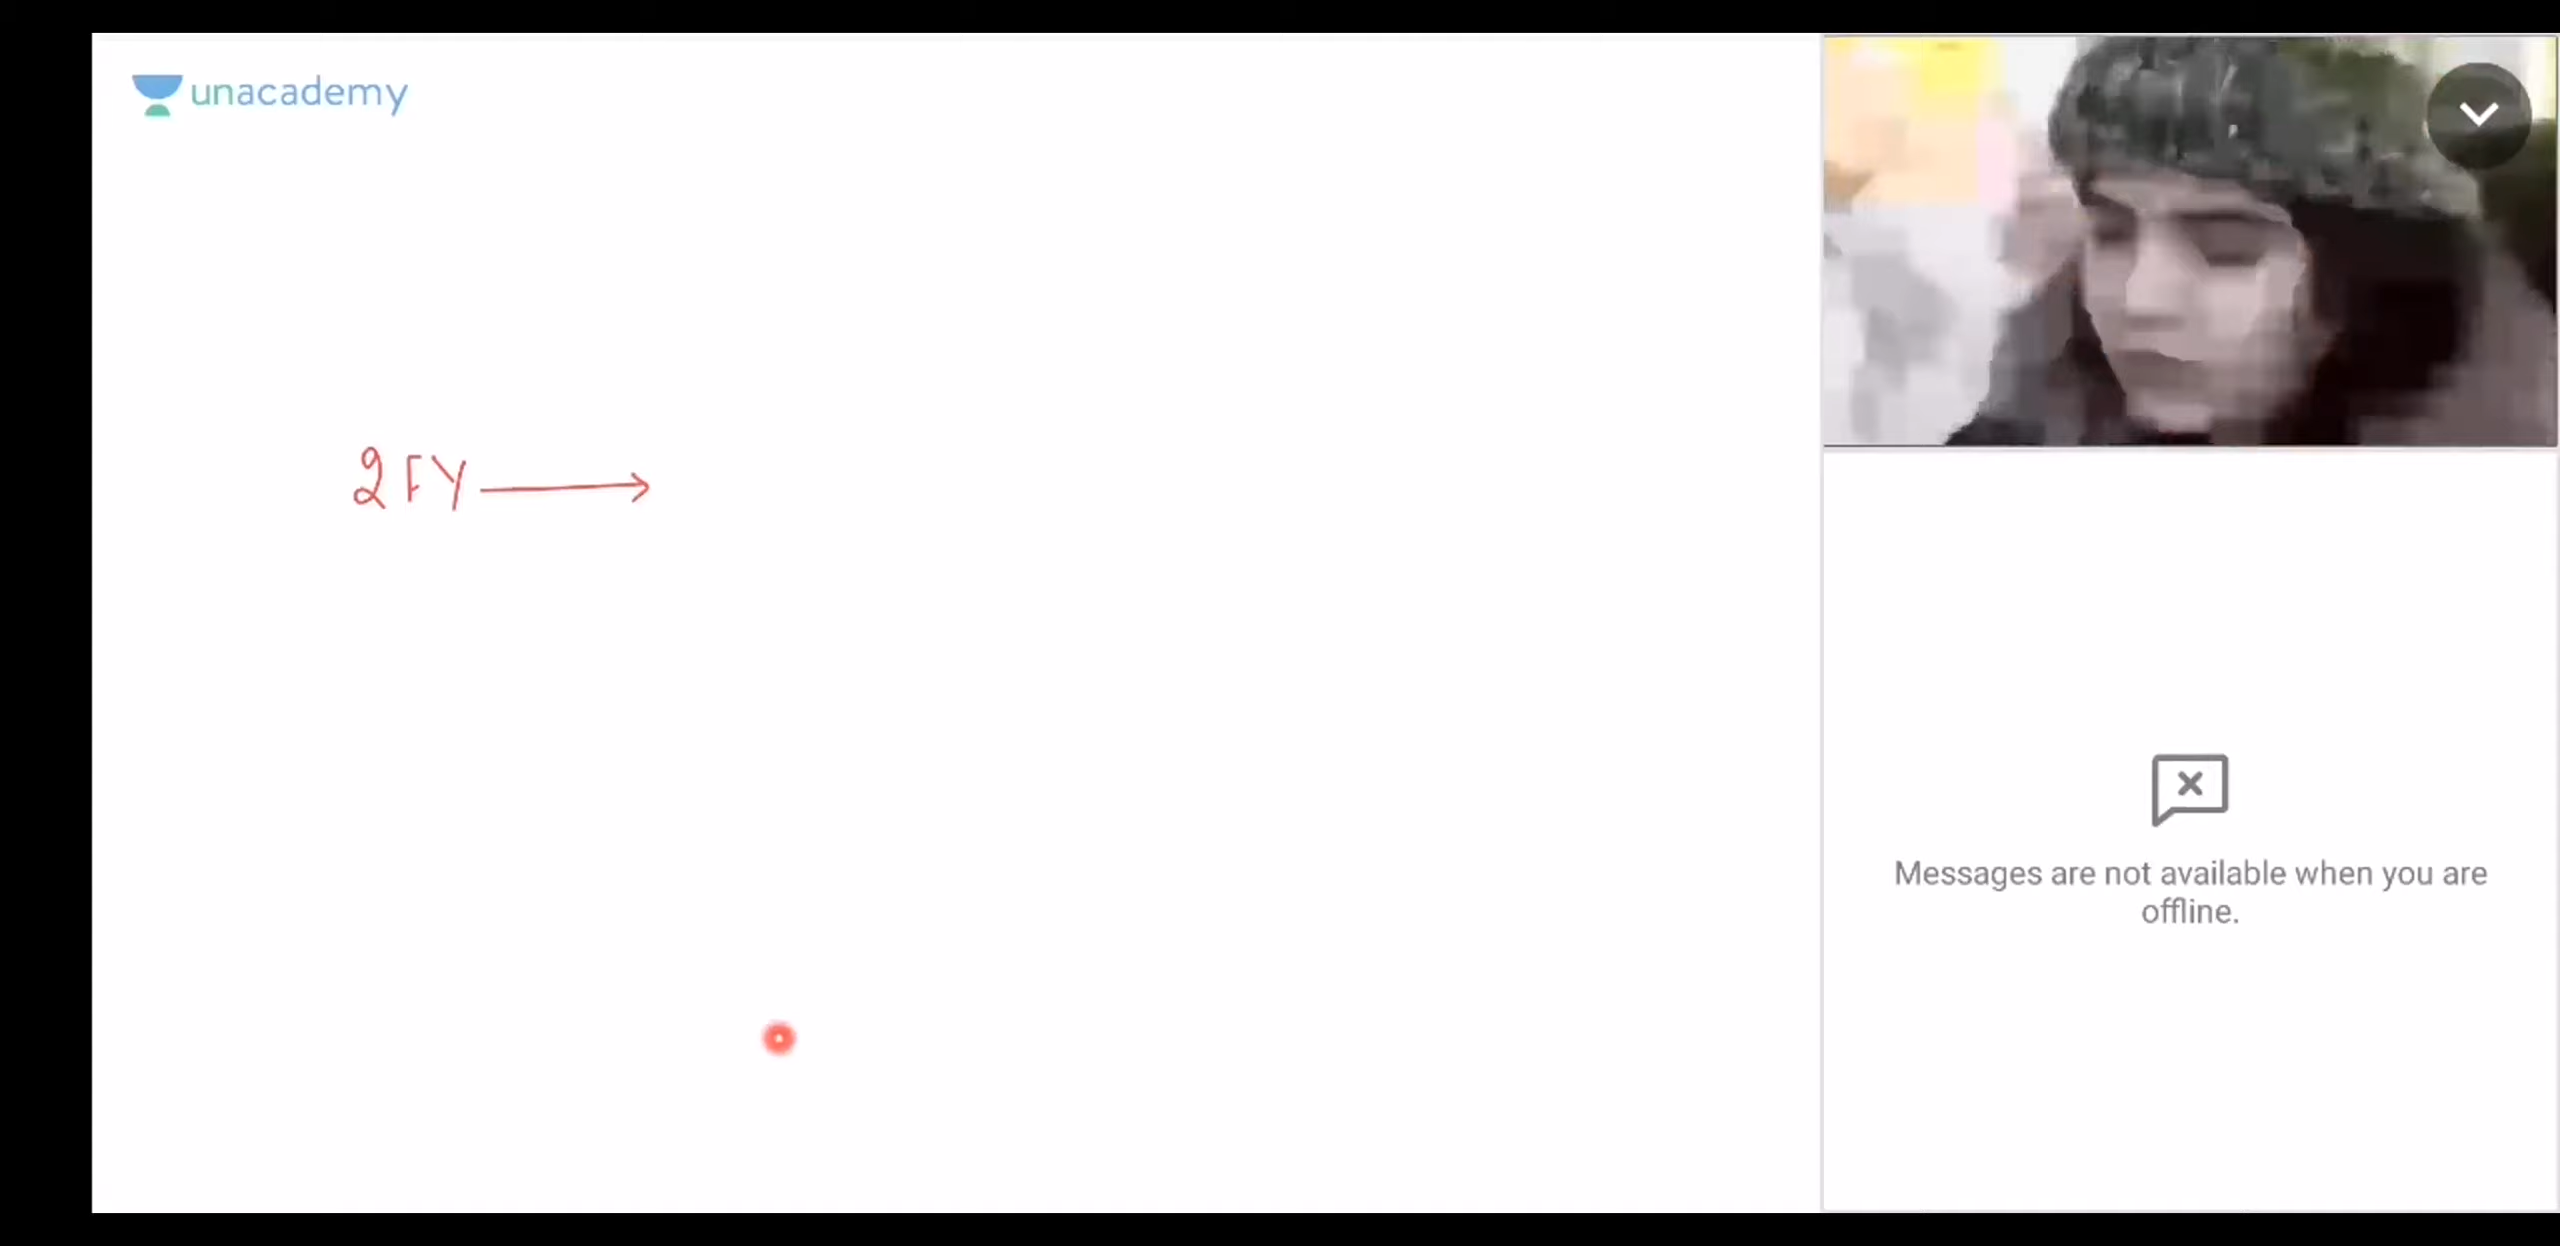 unacademy
2FY →
Messages are not available when you are
offline.